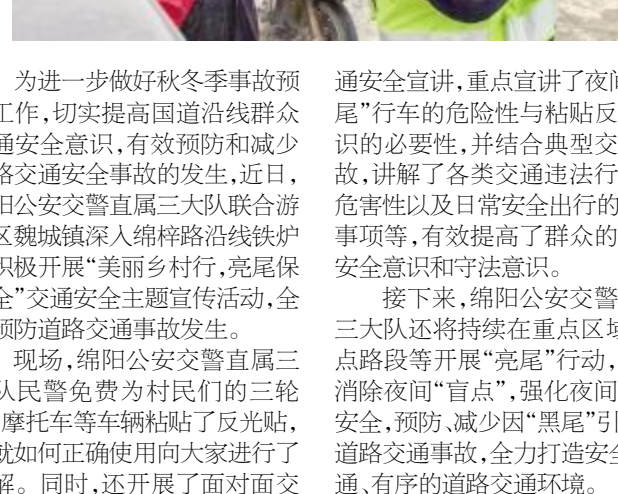 为进一步做好秋冬季事故预
工作,切实提高国道沿线群众
通安全意识,有效预防和减少
路交通安全事故的发生,近日,
阳公安交警直属三大队联合游
区魏城镇深入绵梓路沿线铁炉
积极开展“美丽乡村行,亮尾保
全”交通安全主题宣传活动,全
预防道路交通事故发生。
现场,绵阳公安交警直属三
队民警免费为村民们的三轮
摩托车等车辆粘贴了反光贴,
就如何正确使用向大家进行了
解。同时,还开展了面对面交
通安全宣讲,重点宣讲了夜间
尾”行车的危险性与粘贴反
识的必要性,并结合典型交
故,讲解了各类交通违法行
危害性以及日常安全出行的
事项等,有效提高了群众的
安全意识和守法意识。
接下来,绵阳公安交警
三大队还将持续在重点区域
点路段等开展“亮尾”行动,
消除夜间“盲点”,强化夜间
安全,预防、减少因“黑尾”引
道路交通事故,全力打造安全
通、有序的道路交通环境。